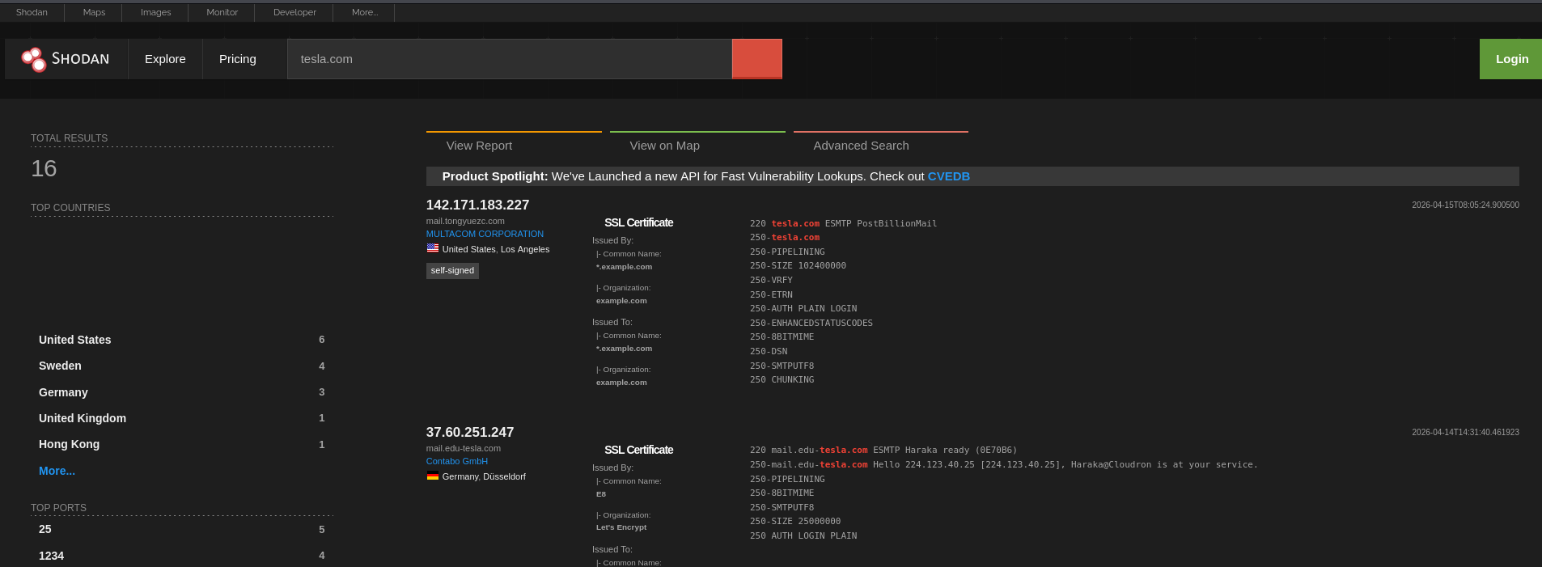 Shodan
Maps
Images
Monitor
Developer
More...
SHODAN
Explore
Pricing
tesla.com
Login
TOTAL RESULTS
16
TOP COUNTRIES
United States 6
Sweden 4
Germany 3
United Kingdom 1
Hong Kong 1
More...
TOP PORTS
25 5
1234 4
View Report
View on Map
Advanced Search
Product Spotlight: We've Launched a new API for Fast Vulnerability Lookups. Check out CVEDB
142.171.183.227
2026-04-15T08:05:24.900500
mail.tongyuezc.com
MULTACOM CORPORATION
United States, Los Angeles
self-signed
SSL Certificate
Issued By:
|- Common Name:
*.example.com
|- Organization:
example.com
Issued To:
|- Common Name:
*.example.com
|- Organization:
example.com
220 tesla.com ESMTP PostBillionMail
250-tesla.com
250-PIPELINING
250-SIZE 102400000
250-VRFY
250-ETRN
250-AUTH PLAIN LOGIN
250-ENHANCEDSTATUSCODES
250-8BITMIME
250-DSN
250-SMTPUTF8
250 CHUNKING
37.60.251.247
2026-04-14T14:31:40.461923
mail.edu-tesla.com
Contabo GmbH
Germany, Düsseldorf
SSL Certificate
Issued By:
|- Common Name:
E8
|- Organization:
Let's Encrypt
Issued To:
|- Common Name:
220 mail.edu-tesla.com ESMTP Haraka ready (0E70B6)
250-mail.edu-tesla.com Hello 224.123.40.25 [224.123.40.25], Haraka@Cloudron is at your service.
250-PIPELINING
250-8BITMIME
250-SMTPUTF8
250-SIZE 25000000
250 AUTH LOGIN PLAIN